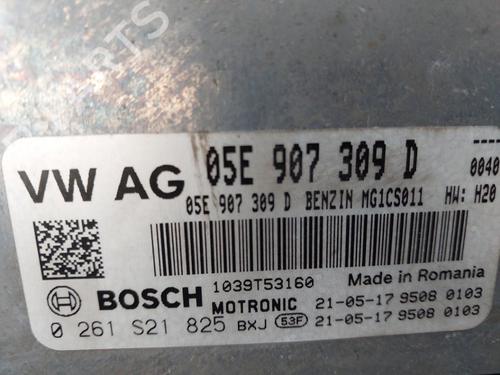 VW AG 05E 907 309 D 0040
05E 907 309 D BENZIN MG1CS011 HW: H20
1039T53160 Made in Romania
BOSCH MOTRONIC 21-05-17 9508 0103
0 261 S21 825 BXJ 53F 21-05-17 9508 0103
PARTS